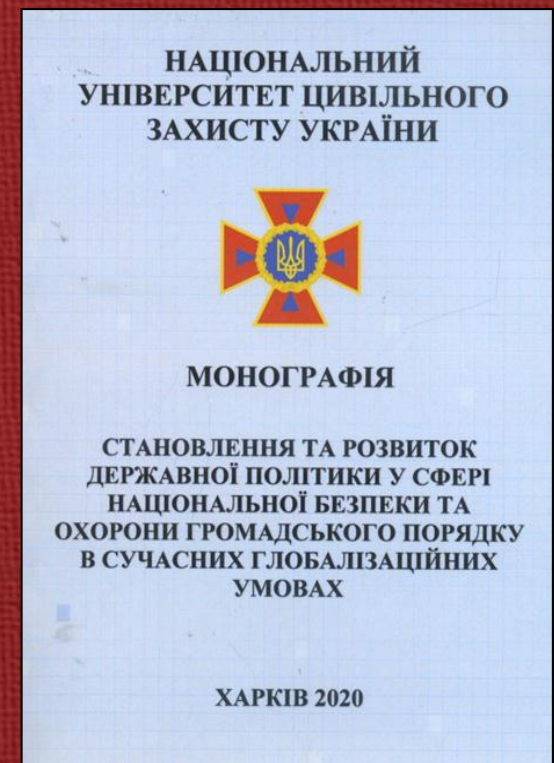 НАЦІОНАЛЬНИЙ
УНІВЕРСИТЕТ ЦИВІЛЬНОГО
ЗАХИСТУ УКРАЇНИ
МОНОГРАФІЯ
СТАНОВЛЕННЯ ТА РОЗВИТОК
ДЕРЖАВНОЇ ПОЛІТИКИ У СФЕРІ
НАЦІОНАЛЬНОЇ БЕЗПЕКИ ТА
ОХОРОНИ ГРОМАДСЬКОГО ПОРЯДКУ
В СУЧАСНИХ ГЛОБАЛІЗАЦІЙНИХ
УМОВАХ
ХАРКІВ 2020